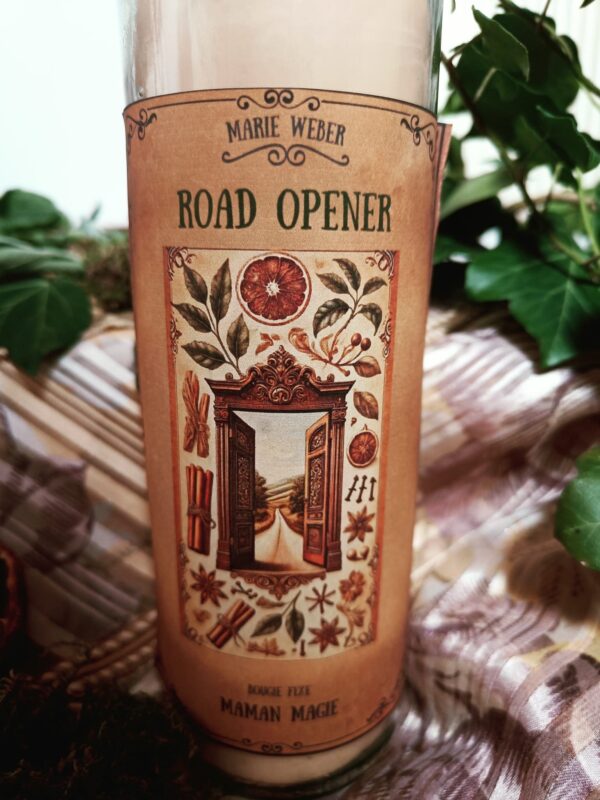 MARIE WEBER
ROAD OPENER
BOUGIE FIXE
MAMAN MAGIE